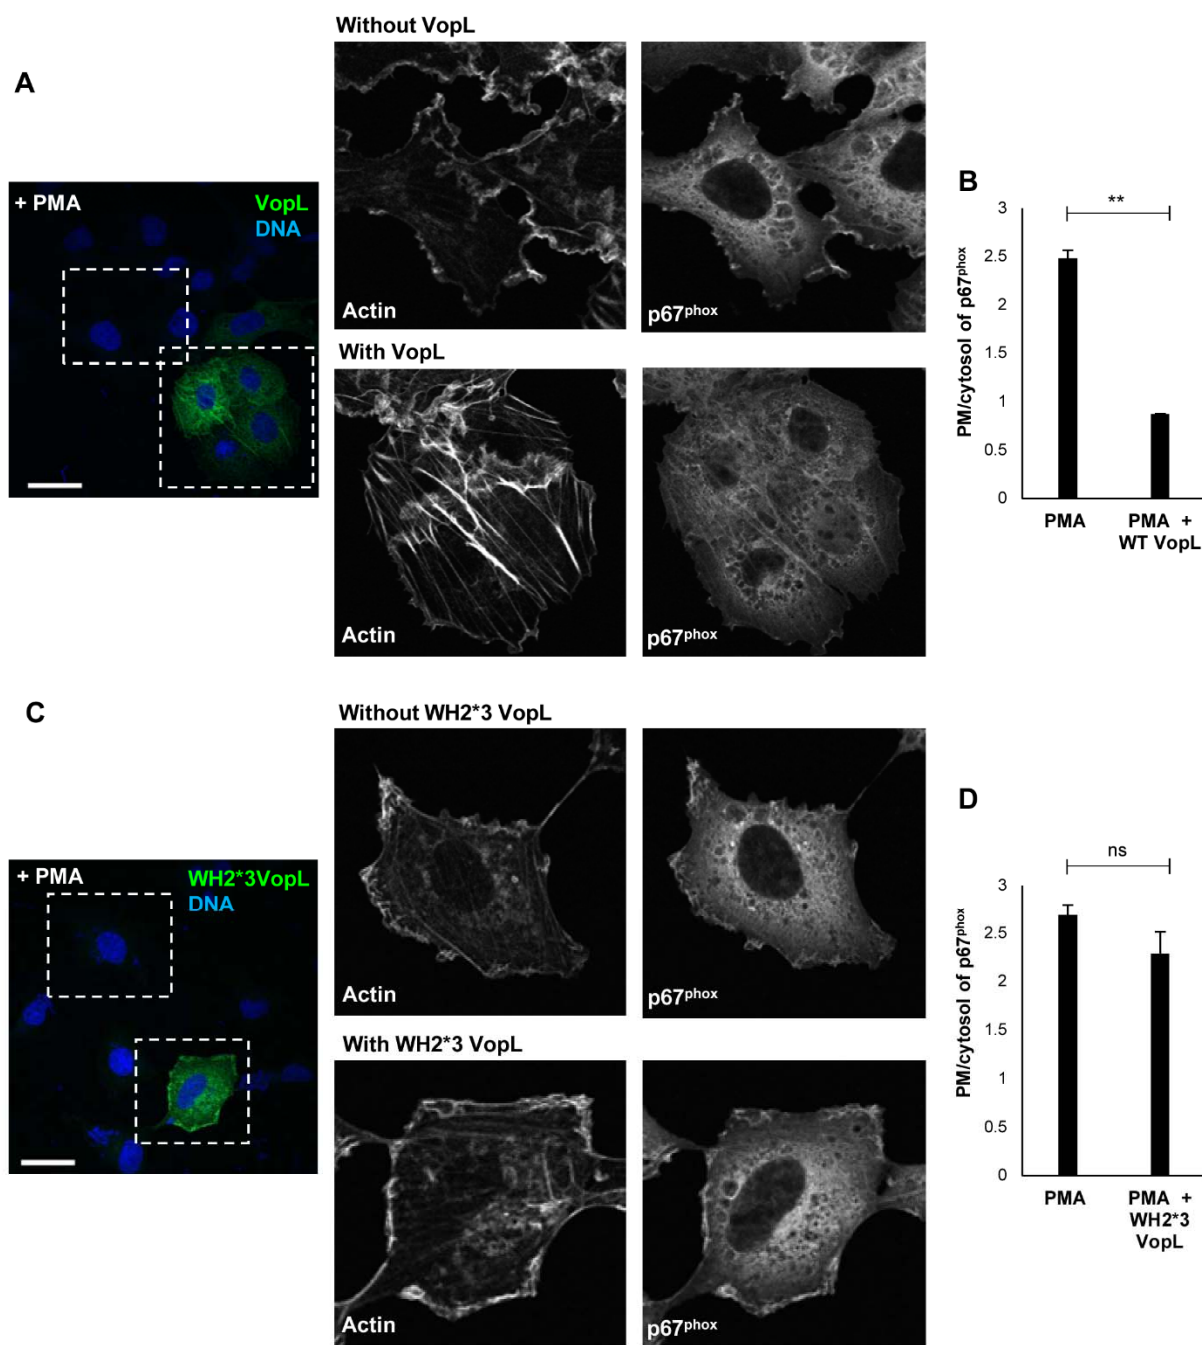 A
+ PMA
VopL
DNA
Without VopL
Actin
p67phox
With VopL
Actin
p67phox
B
PM/cytosol of p67phox
3
2.5
2
1.5
1
0.5
0
**
PMA
PMA +
WT VopL
C
+ PMA
WH2*3VopL
DNA
Without WH2*3 VopL
Actin
p67phox
With WH2*3 VopL
Actin
p67phox
D
PM/cytosol of p67phox
3
2.5
2
1.5
1
0.5
0
ns
PMA
PMA +
WH2*3
VopL